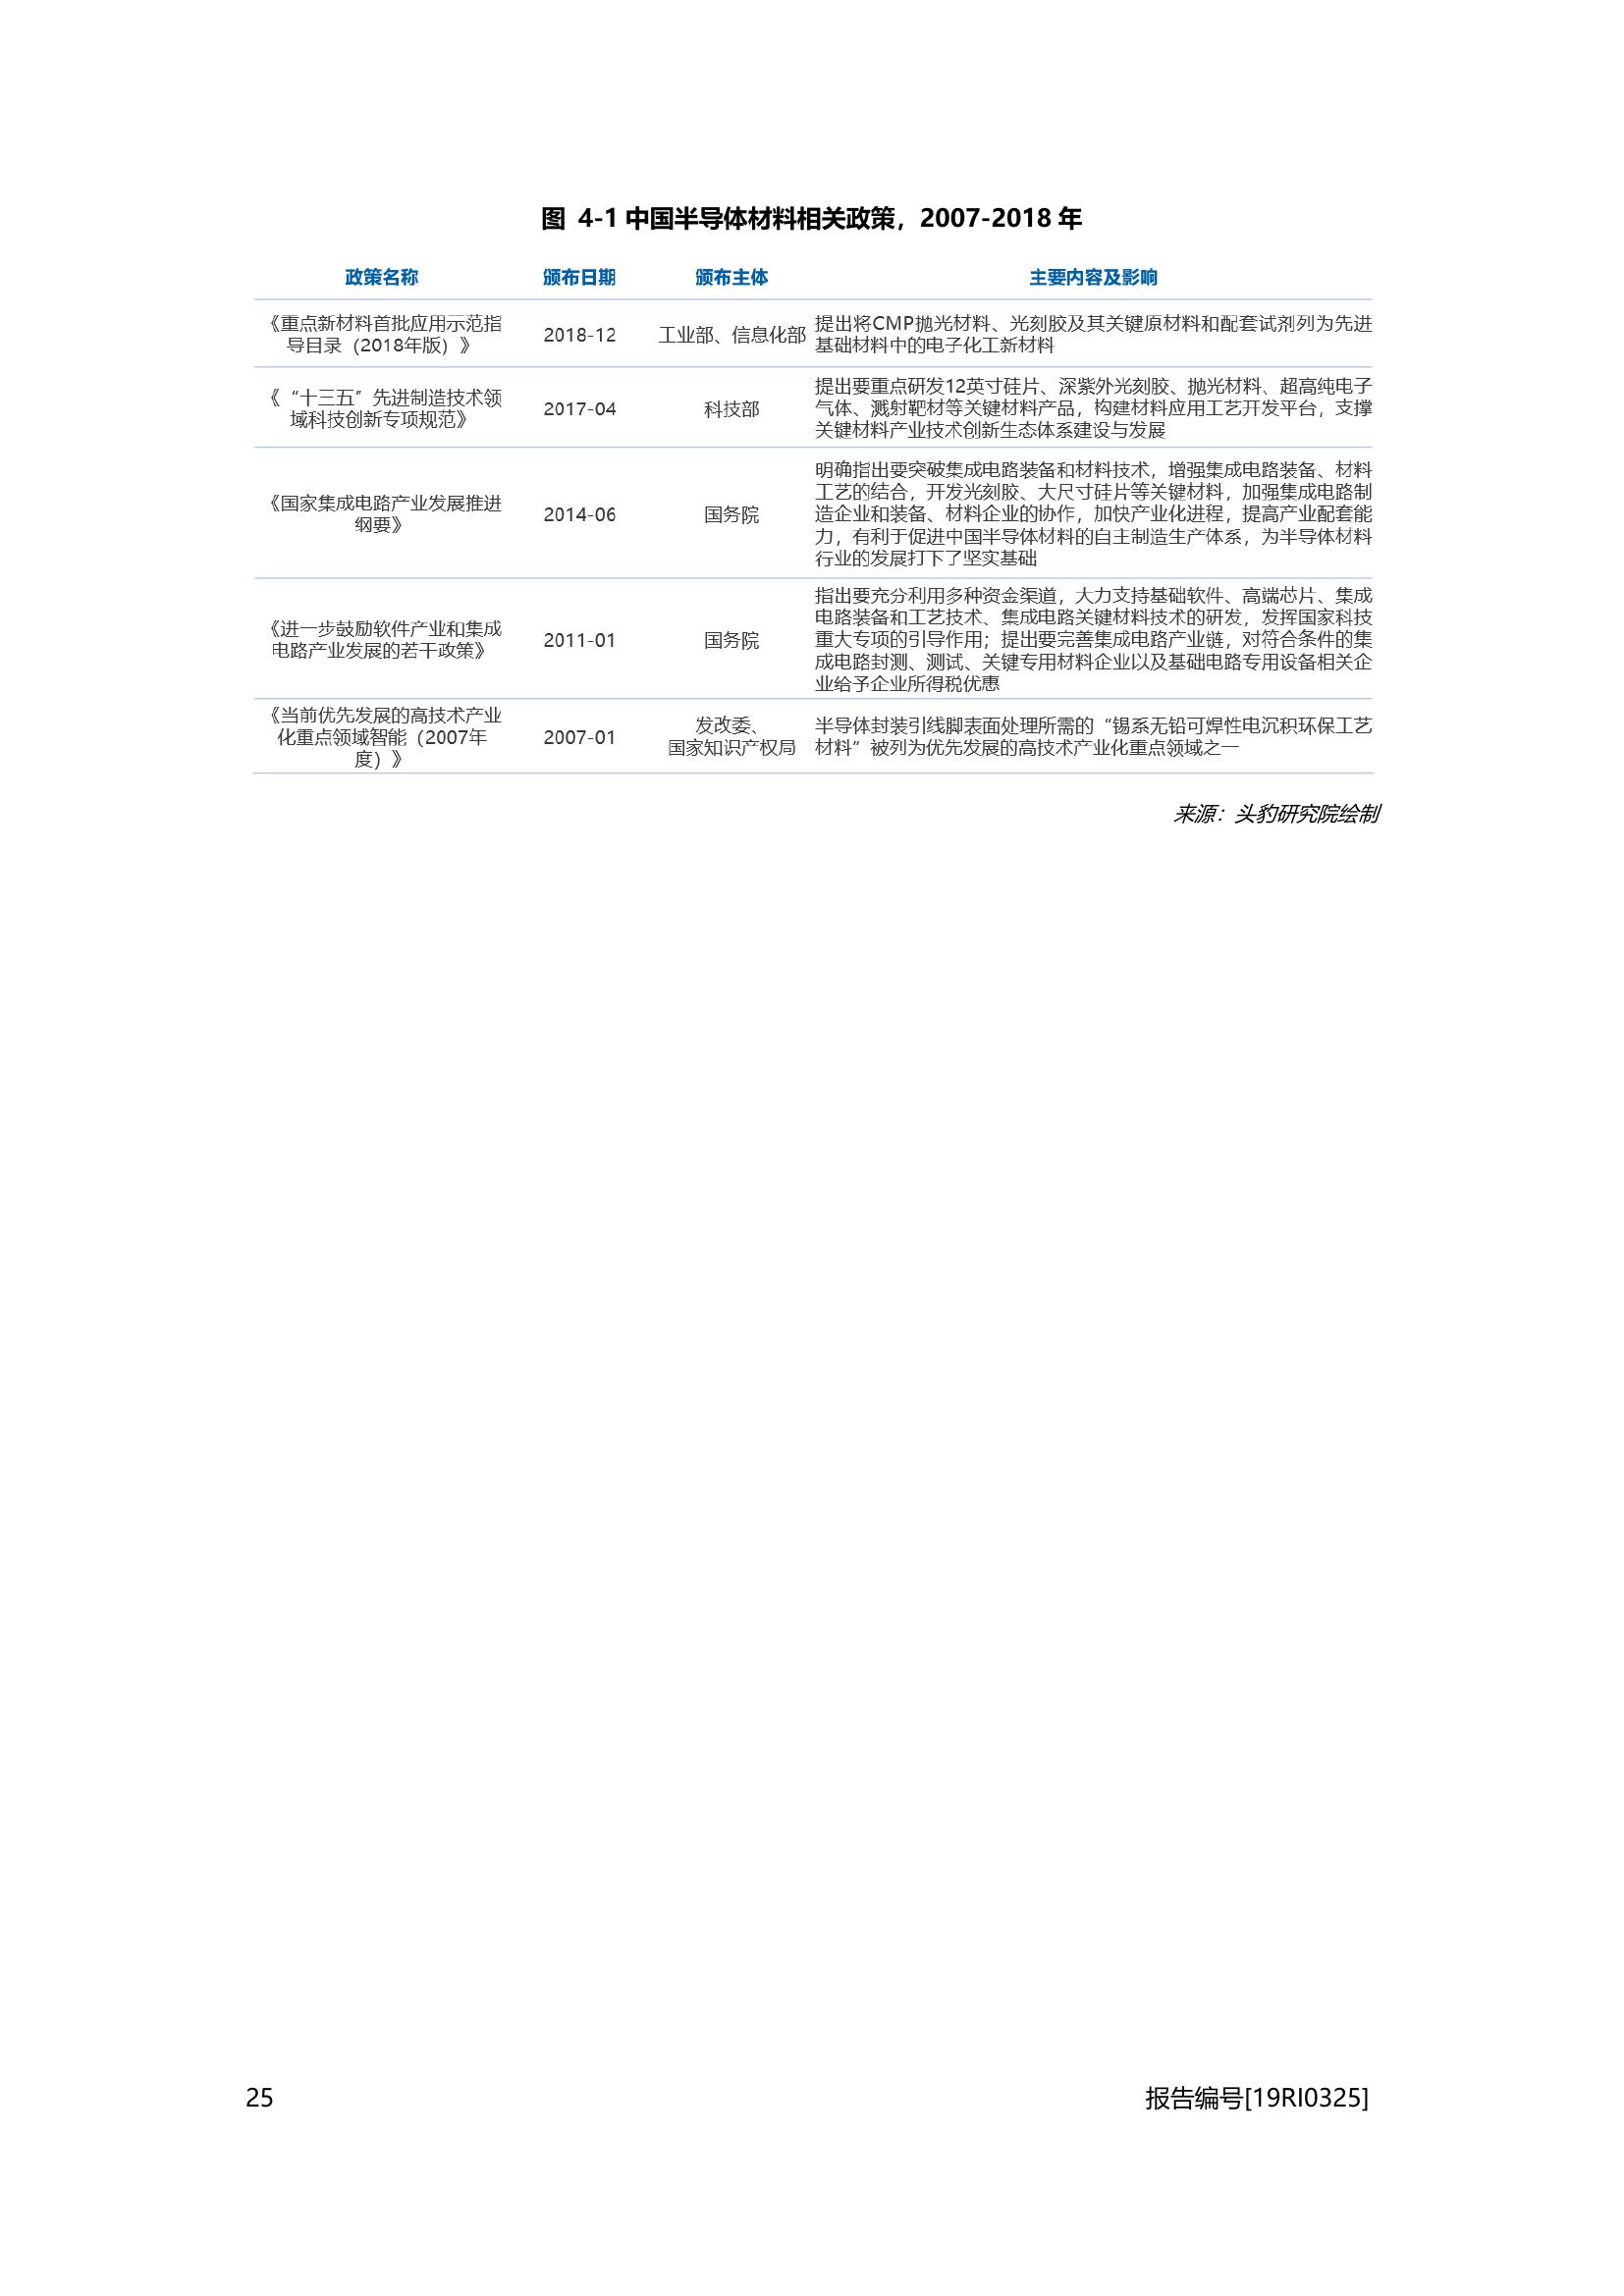 图 4-1 中国半导体材料相关政策，2007-2018 年
政策名称 颁布日期 颁布主体 主要内容及影响
《重点新材料首批应用示范指
导目录（2018年版）》
2018-12
工业部、信息化部
提出将CMP抛光材料、光刻胶及其关键原材料和配套试剂列为先进
基础材料中的电子化工新材料
《“十三五”先进制造技术领
域科技创新专项规范》
2017-04
科技部
提出要重点研发12英寸硅片、深紫外光刻胶、抛光材料、超高纯电子
气体、溅射靶材等关键材料产品，构建材料应用工艺开发平台，支撑
关键材料产业技术创新生态体系建设与发展
《国家集成电路产业发展推进
纲要》
2014-06
国务院
明确指出要突破集成电路装备和材料技术，增强集成电路装备、材料
工艺的结合，开发光刻胶、大尺寸硅片等关键材料，加强集成电路制
造企业和装备、材料企业的协作，加快产业化进程，提高产业配套能
力，有利于促进中国半导体材料的自主制造生产体系，为半导体材料
行业的发展打下了坚实基础
《进一步鼓励软件产业和集成
电路产业发展的若干政策》
2011-01
国务院
指出要充分利用多种资金渠道，大力支持基础软件、高端芯片、集成
电路装备和工艺技术、集成电路关键材料技术的研发，发挥国家科技
重大专项的引导作用；提出要完善集成电路产业链，对符合条件的集
成电路封测、测试、关键专用材料企业以及基础电路专用设备相关企
业给予企业所得税优惠
《当前优先发展的高技术产业
化重点领域智能（2007年
度）》
2007-01
发改委、
国家知识产权局
半导体封装引线脚表面处理所需的“锡系无铅可焊性电沉积环保工艺
材料”被列为优先发展的高技术产业化重点领域之一
来源：头豹研究院绘制
25
报告编号[19RI0325]